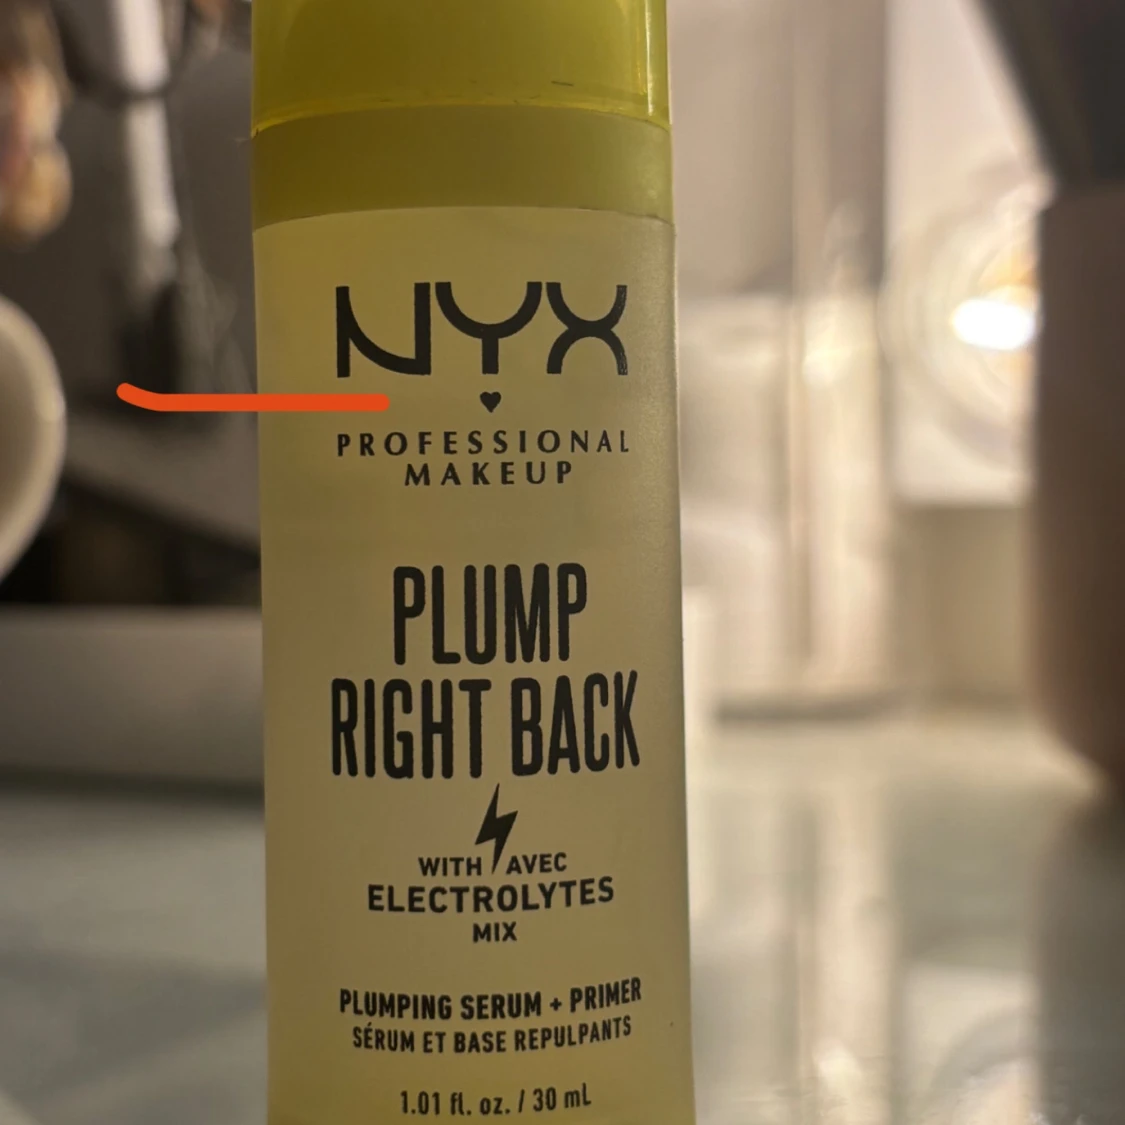 NYX
PROFESSIONAL
MAKEUP
PLUMP
RIGHT BACK
WITH AVEC
ELECTROLYTES
MIX
PLUMPING SERUM + PRIMER
SÉRUM ET BASE REPULPANTS
1.01 fl. oz. / 30 mL